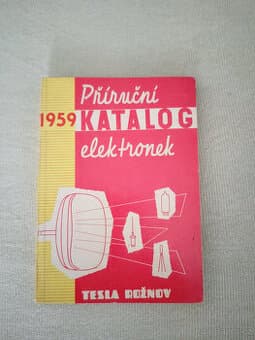 Příruční
1959 KATALOG
elektronek
TESLA ROŽNOV